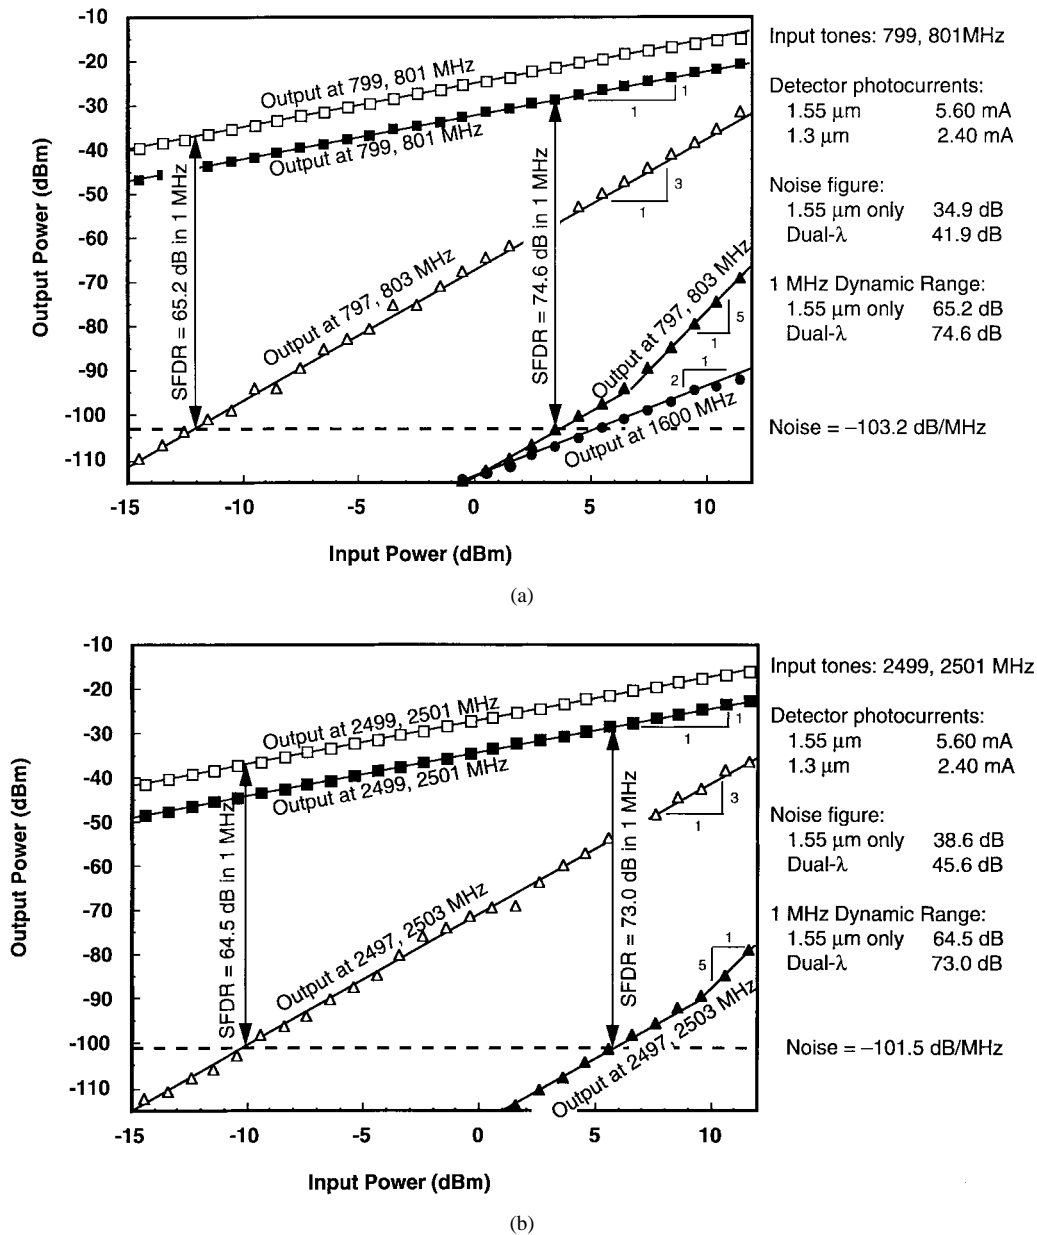 -10
-20
-30
-40
-50
-60
-70
-80
-90
-100
-110
Output Power (dBm)
-15
-10
-5
0
5
10
Input Power (dBm)
Output at 799, 801 MHz
Output at 799, 801 MHz
SFDR = 65.2 dB in 1 MHz
SFDR = 74.6 dB in 1 MHz
Output at 797, 803 MHz
Output at 797, 803 MHz
Output at 1600 MHz
1
1
3
1
5
1
2
1
Input tones: 799, 801MHz
Detector photocurrents:
1.55 μm 5.60 mA
1.3 μm 2.40 mA
Noise figure:
1.55 μm only 34.9 dB
Dual-λ 41.9 dB
1 MHz Dynamic Range:
1.55 μm only 65.2 dB
Dual-λ 74.6 dB
Noise = −103.2 dB/MHz
(a)
-10
-20
-30
-40
-50
-60
-70
-80
-90
-100
-110
Output Power (dBm)
-15
-10
-5
0
5
10
Input Power (dBm)
Output at 2499, 2501 MHz
Output at 2499, 2501 MHz
SFDR = 64.5 dB in 1 MHz
SFDR = 73.0 dB in 1 MHz
Output at 2497, 2503 MHz
Output at 2497, 2503 MHz
1
1
3
1
1
5
Input tones: 2499, 2501 MHz
Detector photocurrents:
1.55 μm 5.60 mA
1.3 μm 2.40 mA
Noise figure:
1.55 μm only 38.6 dB
Dual-λ 45.6 dB
1 MHz Dynamic Range:
1.55 μm only 64.5 dB
Dual-λ 73.0 dB
Noise = −101.5 dB/MHz
(b)